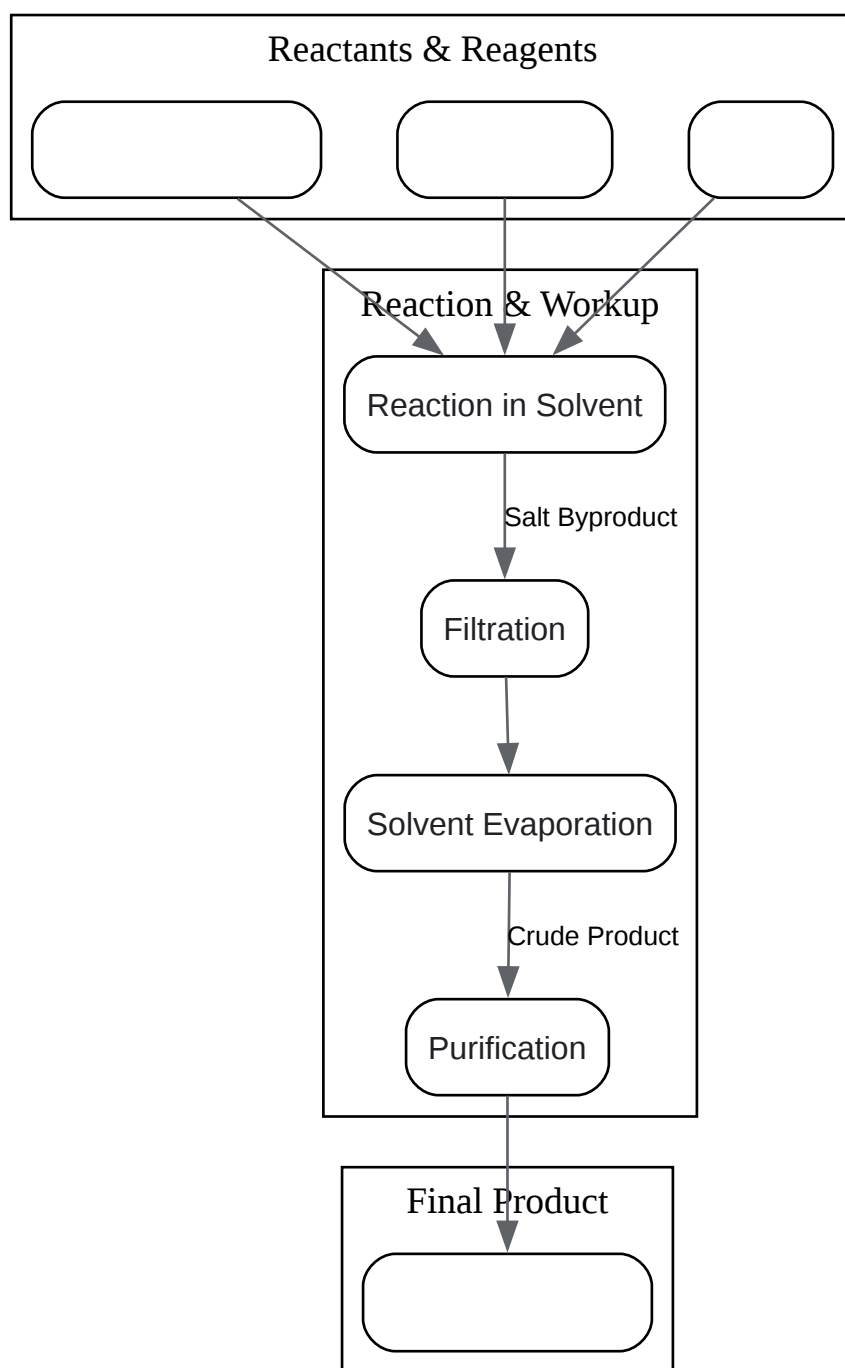 Reactants & Reagents
Reaction & Workup
Reaction in Solvent
Salt Byproduct
Filtration
Solvent Evaporation
Crude Product
Purification
Final Product